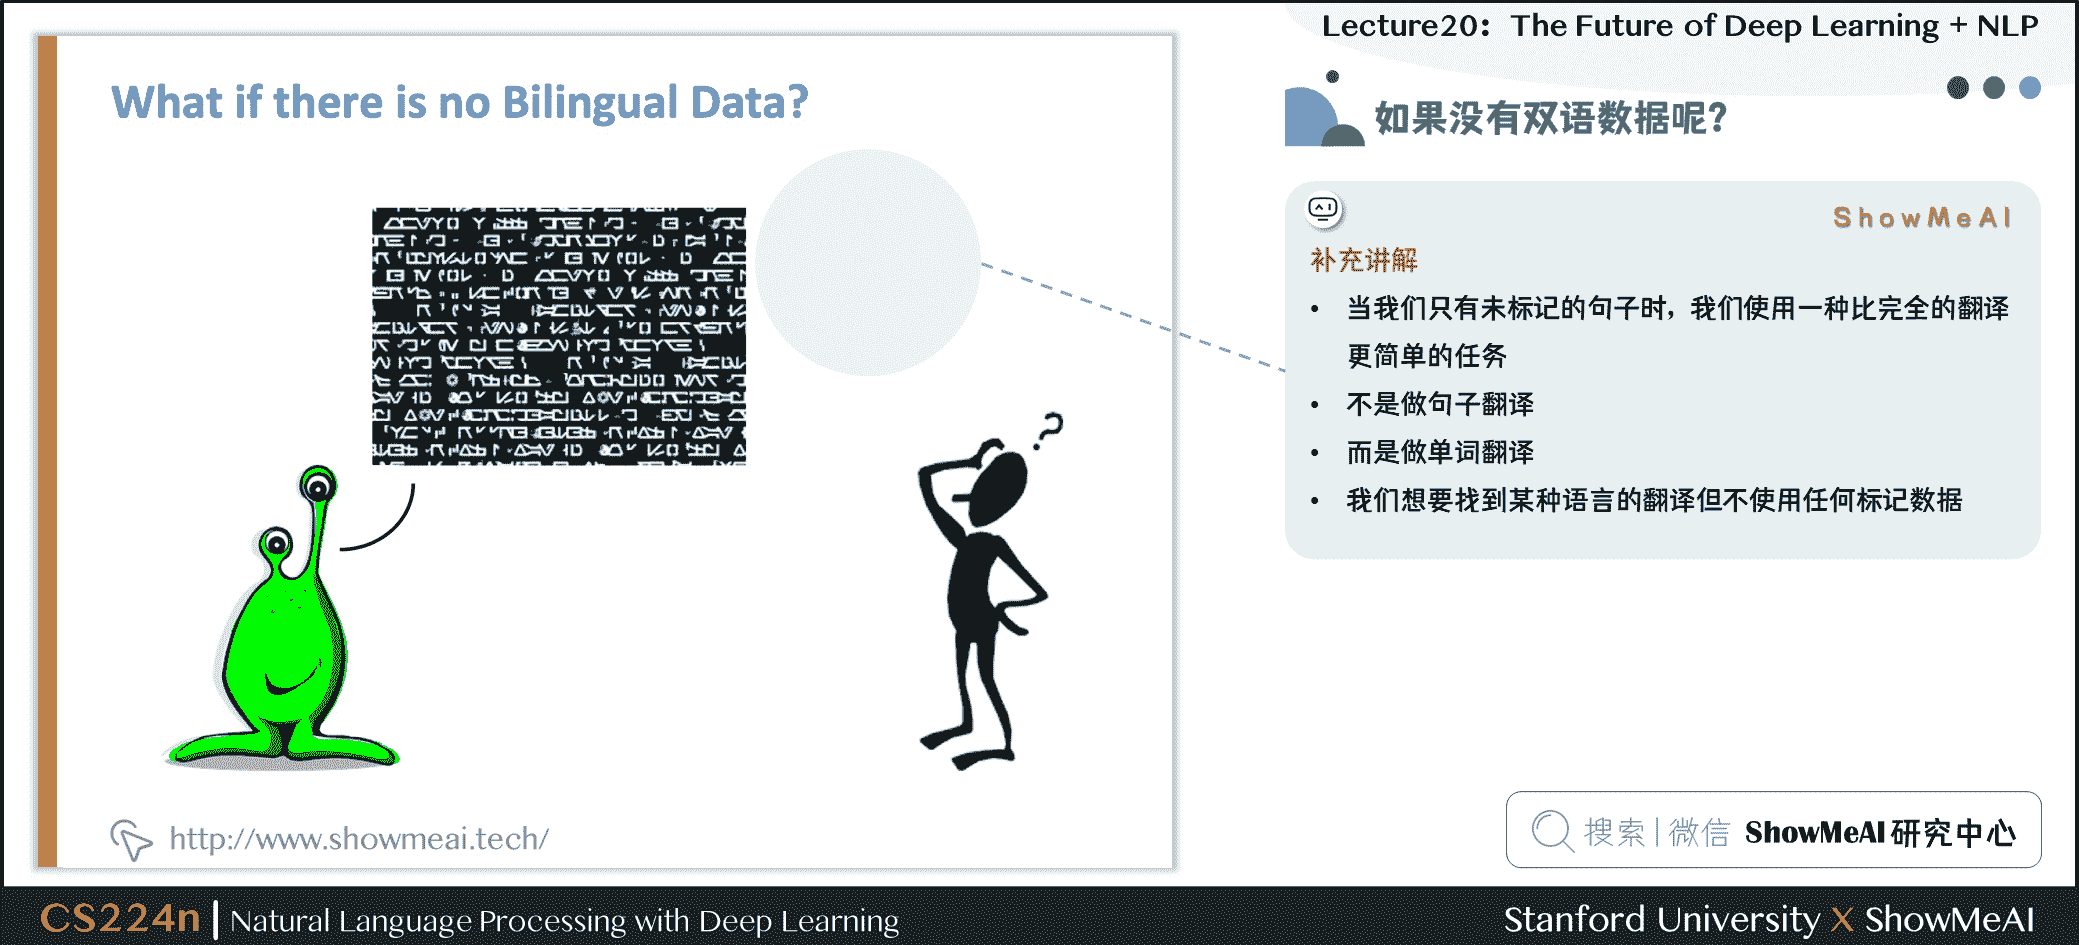 Lecture20：The Future of Deep Learning + NLP
What if there is no Bilingual Data?
如果没有双语数据呢？
ShowMeAI
补充讲解
• 当我们只有未标记的句子时，我们使用一种比完全的翻译
更简单的任务
• 不是做句子翻译
• 而是做单词翻译
• 我们想要找到某种语言的翻译但不使用任何标记数据
?
http://www.showmeai.tech/
搜索|微信 ShowMeAI 研究中心
CS224n | Natural Language Processing with Deep Learning
Stanford University X ShowMeAI